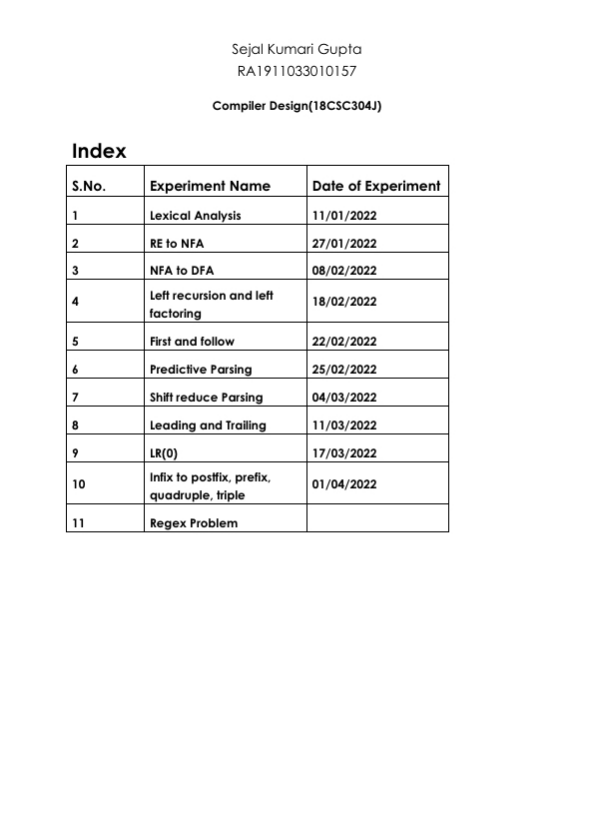 Sejal Kumari Gupta
RA1911033010157
Compiler Design(18CSC304J)
Index
S.No. Experiment Name Date of Experiment
1 Lexical Analysis 11/01/2022
2 RE to NFA 27/01/2022
3 NFA to DFA 08/02/2022
4 Left recursion and left factoring 18/02/2022
5 First and follow 22/02/2022
6 Predictive Parsing 25/02/2022
7 Shift reduce Parsing 04/03/2022
8 Leading and Trailing 11/03/2022
9 LR(0) 17/03/2022
10 Infix to postfix, prefix, quadruple, triple 01/04/2022
11 Regex Problem